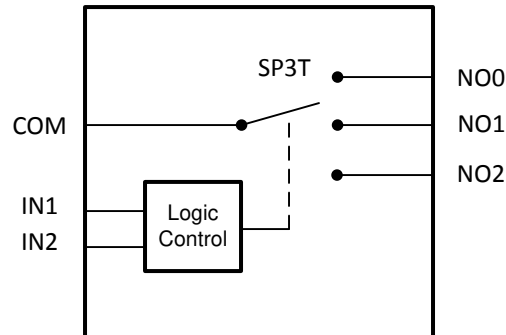 SP3T
NO0
COM
NO1
NO2
IN1
IN2
Logic
Control